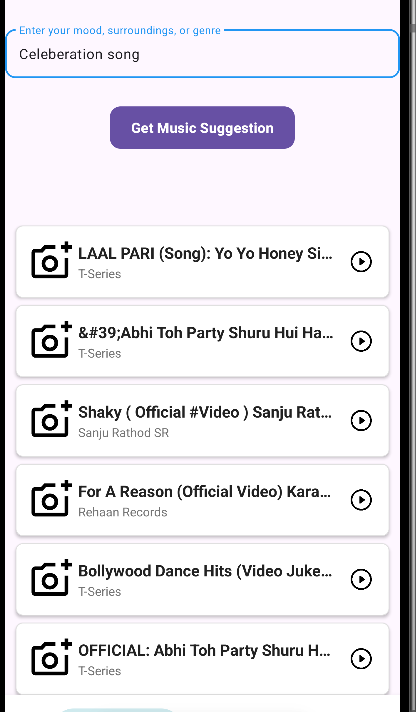 Enter your mood, surroundings, or genre
Celeberation song
Get Music Suggestion
LAAL PARI (Song): Yo Yo Honey Si...
T-Series
&#39;Abhi Toh Party Shuru Hui Ha...
T-Series
Shaky ( Official #Video ) Sanju Rat...
Sanju Rathod SR
For A Reason (Official Video) Kara...
Rehaan Records
Bollywood Dance Hits (Video Juke...
T-Series
OFFICIAL: Abhi Toh Party Shuru H...
T-Series